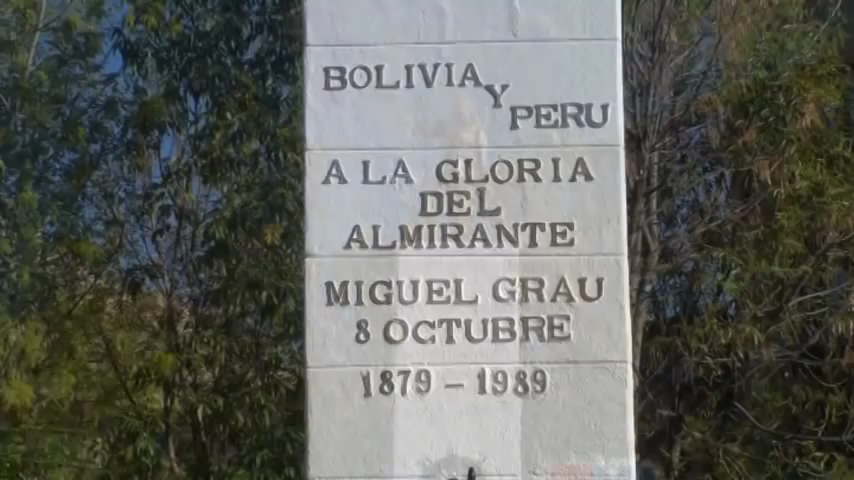 BOLIVIA
Y
PERU
A LA GLORIA
DEL
ALMIRANTE
MIGUEL GRAU
8 OCTUBRE
1879 - 1989